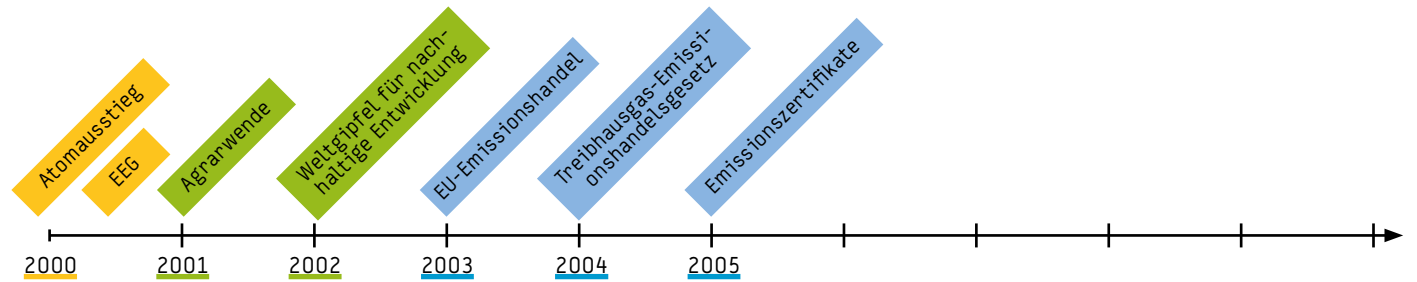 Atomausstieg
EEG
Agrarwende
Weltgipfel für nach-
haltige Entwicklung
EU-Emissionshandel
Treibhausgas-Emissi-
onshandelsgesetz
Emissionszertifikate
2000
2001
2002
2003
2004
2005